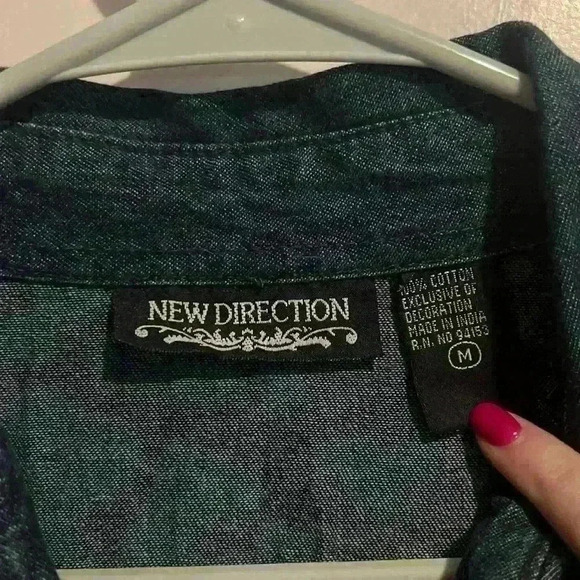 NEW DIRECTION
100% COTTON
EXCLUSIVE OF
DECORATION
MADE IN INDIA
R.N. NO 94153
M